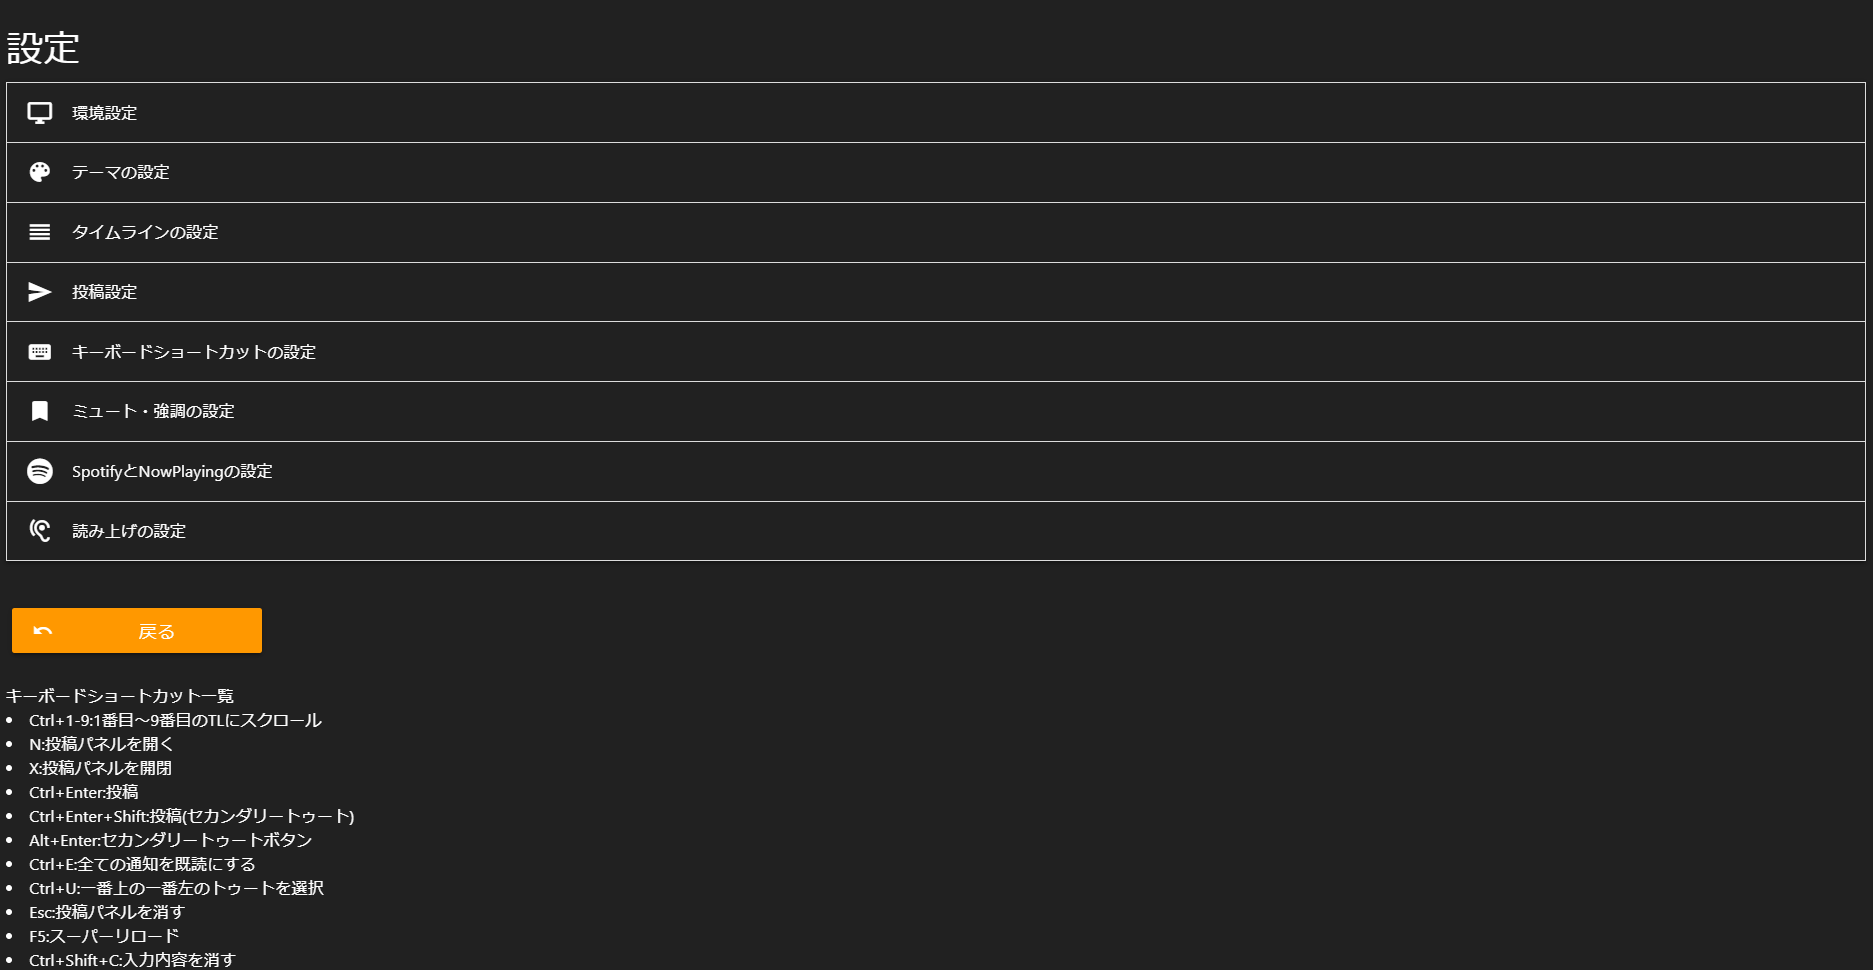 設定
環境設定
テーマの設定
タイムラインの設定
投稿設定
キーボードショートカットの設定
ミュート・強調の設定
SpotifyとNowPlayingの設定
読み上げの設定
戻る
キーボードショートカット一覧
Ctrl+1-9:1番目～9番目のTLにスクロール
N:投稿パネルを開く
X:投稿パネルを開閉
Ctrl+Enter:投稿
Ctrl+Enter+Shift:投稿(セカンダリートゥート)
Alt+Enter:セカンダリートゥートボタン
Ctrl+E:全ての通知を既読にする
Ctrl+U:一番上の一番左のトゥートを選択
Esc:投稿パネルを消す
F5:スーパーリロード
Ctrl+Shift+C:入力内容を消す